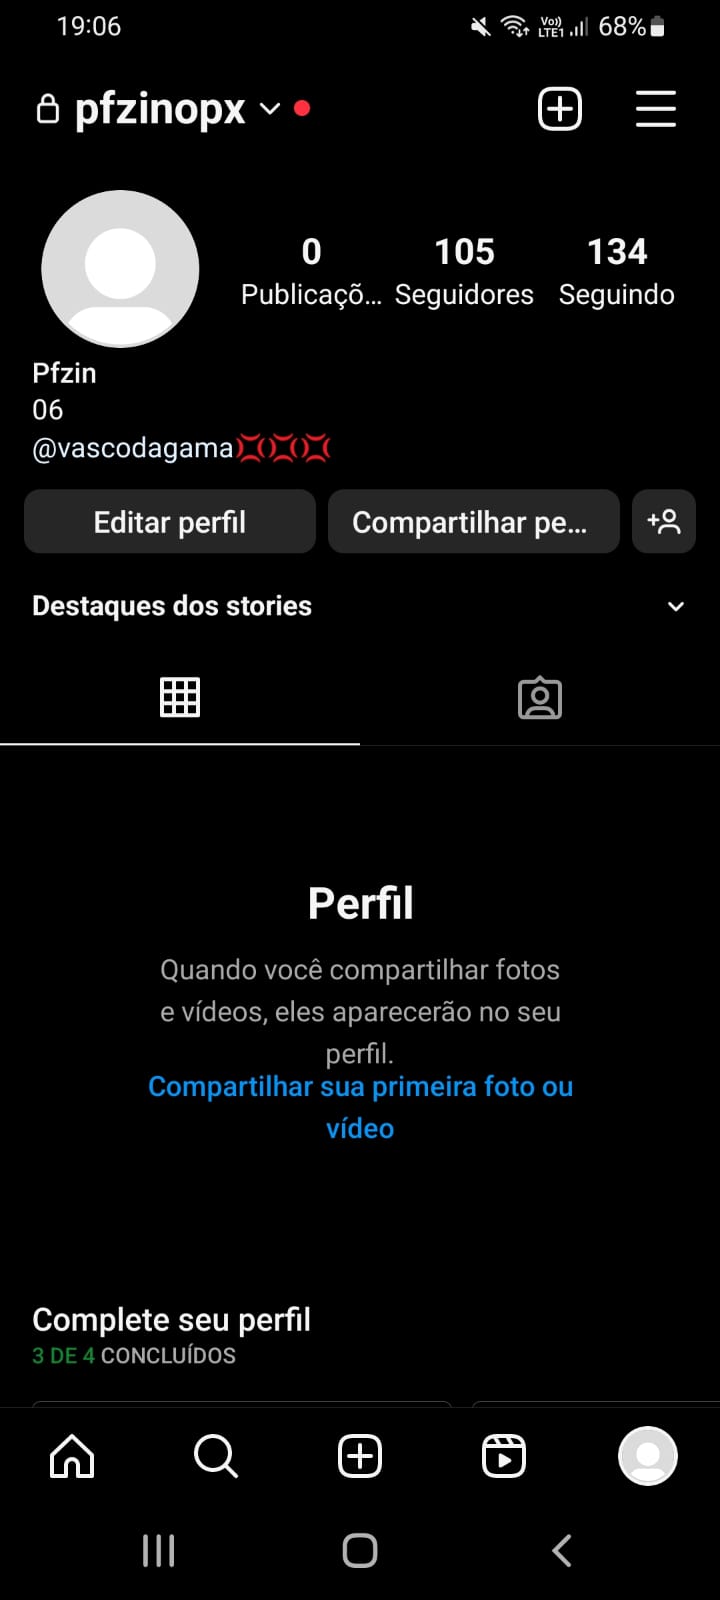 19:06 Vo)) LTE1 68%
pfzinopx
0 105 134
Publicaçõ... Seguidores Seguindo
Pfzin
06
@vascodagama💢💢💢
Editar perfil Compartilhar pe...
Destaques dos stories
Perfil
Quando você compartilhar fotos
e vídeos, eles aparecerão no seu
perfil.
Compartilhar sua primeira foto ou
vídeo
Complete seu perfil
3 DE 4 CONCLUÍDOS